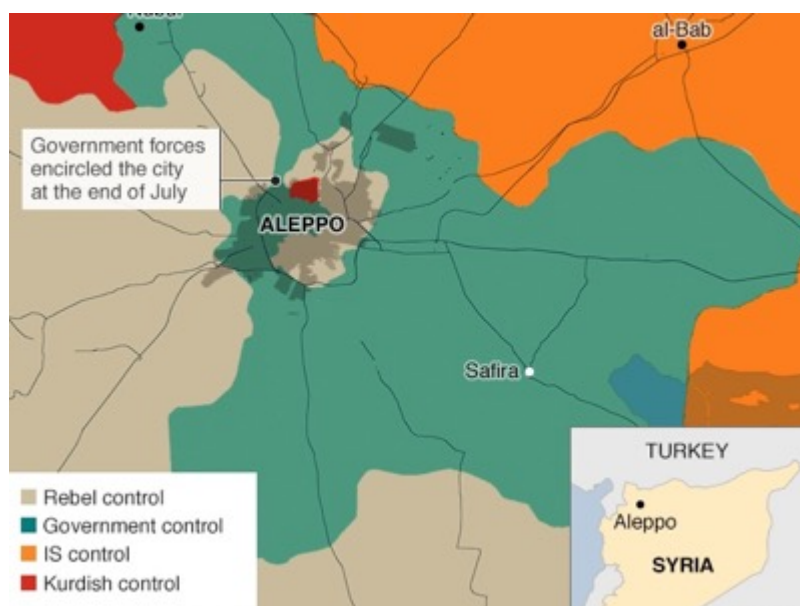 al-Bab
Government forces
encircled the city
at the end of July
ALEPPO
Safira
Rebel control
Government control
IS control
Kurdish control
TURKEY
Aleppo
SYRIA